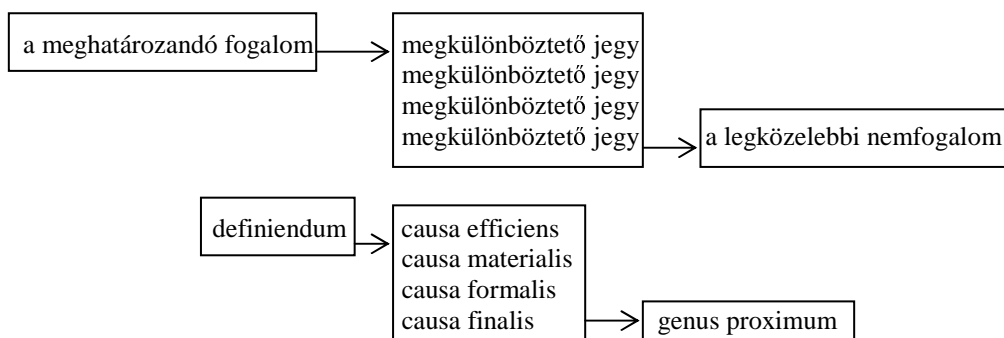 a meghatározandó fogalom
megkülönböztető jegy
megkülönböztető jegy
megkülönböztető jegy
megkülönböztető jegy
a legközelebbi nemfogalom
definiendum
causa efficiens
causa materialis
causa formalis
causa finalis
genus proximum